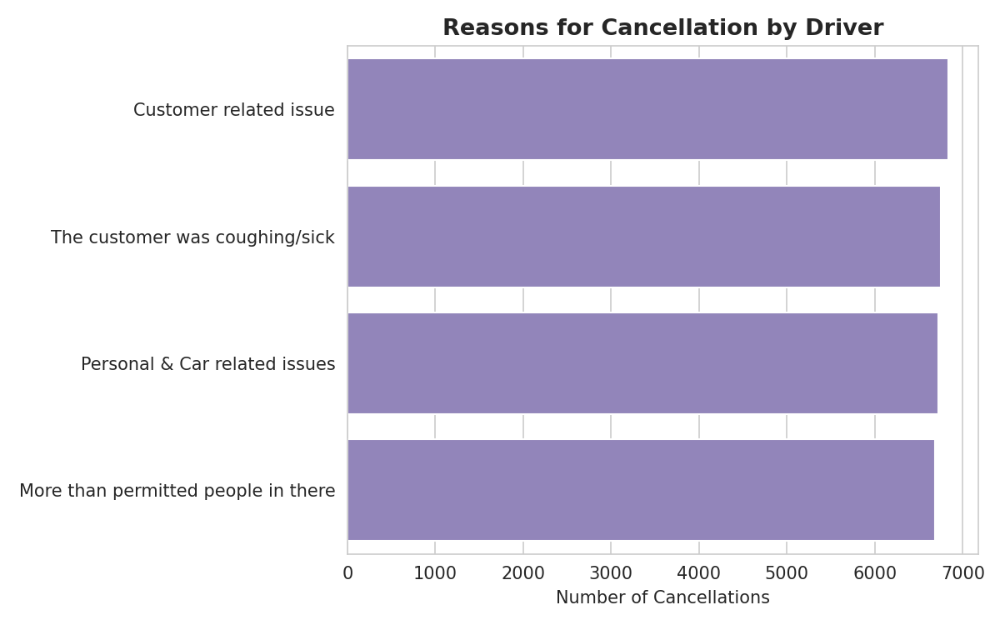 Reasons for Cancellation by Driver
Customer related issue
The customer was coughing/sick
Personal & Car related issues
More than permitted people in there
0 1000 2000 3000 4000 5000 6000 7000
Number of Cancellations